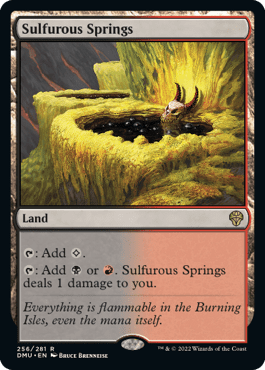 Sulfurous Springs
Land
: Add .
: Add or . Sulfurous Springs
deals 1 damage to you.
Everything is flammable in the Burning
Isles, even the mana itself.
256/281 R
DMU • EN Bruce Brenneise
™ & © 2022 Wizards of the Coast